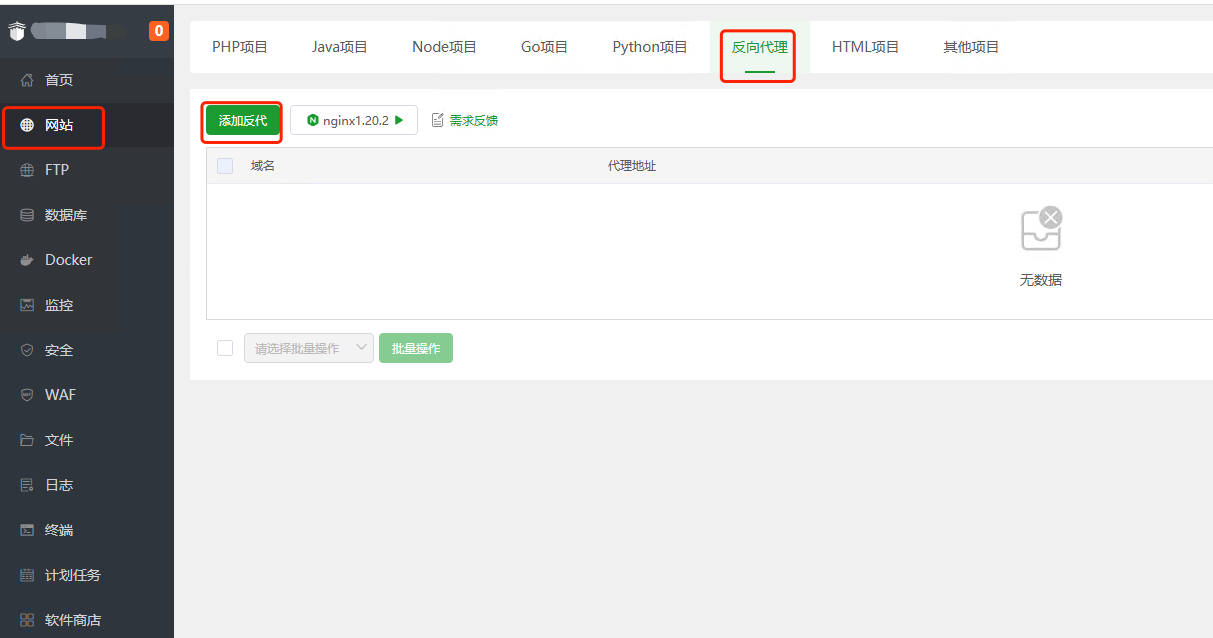 0
首页
网站
FTP
数据库
Docker
监控
安全
WAF
文件
日志
终端
计划任务
软件商店
PHP项目 Java项目 Node项目 Go项目 Python项目 反向代理 HTML项目 其他项目
添加反代 nginx1.20.2 需求反馈
域名 代理地址
无数据
请选择批量操作 批量操作